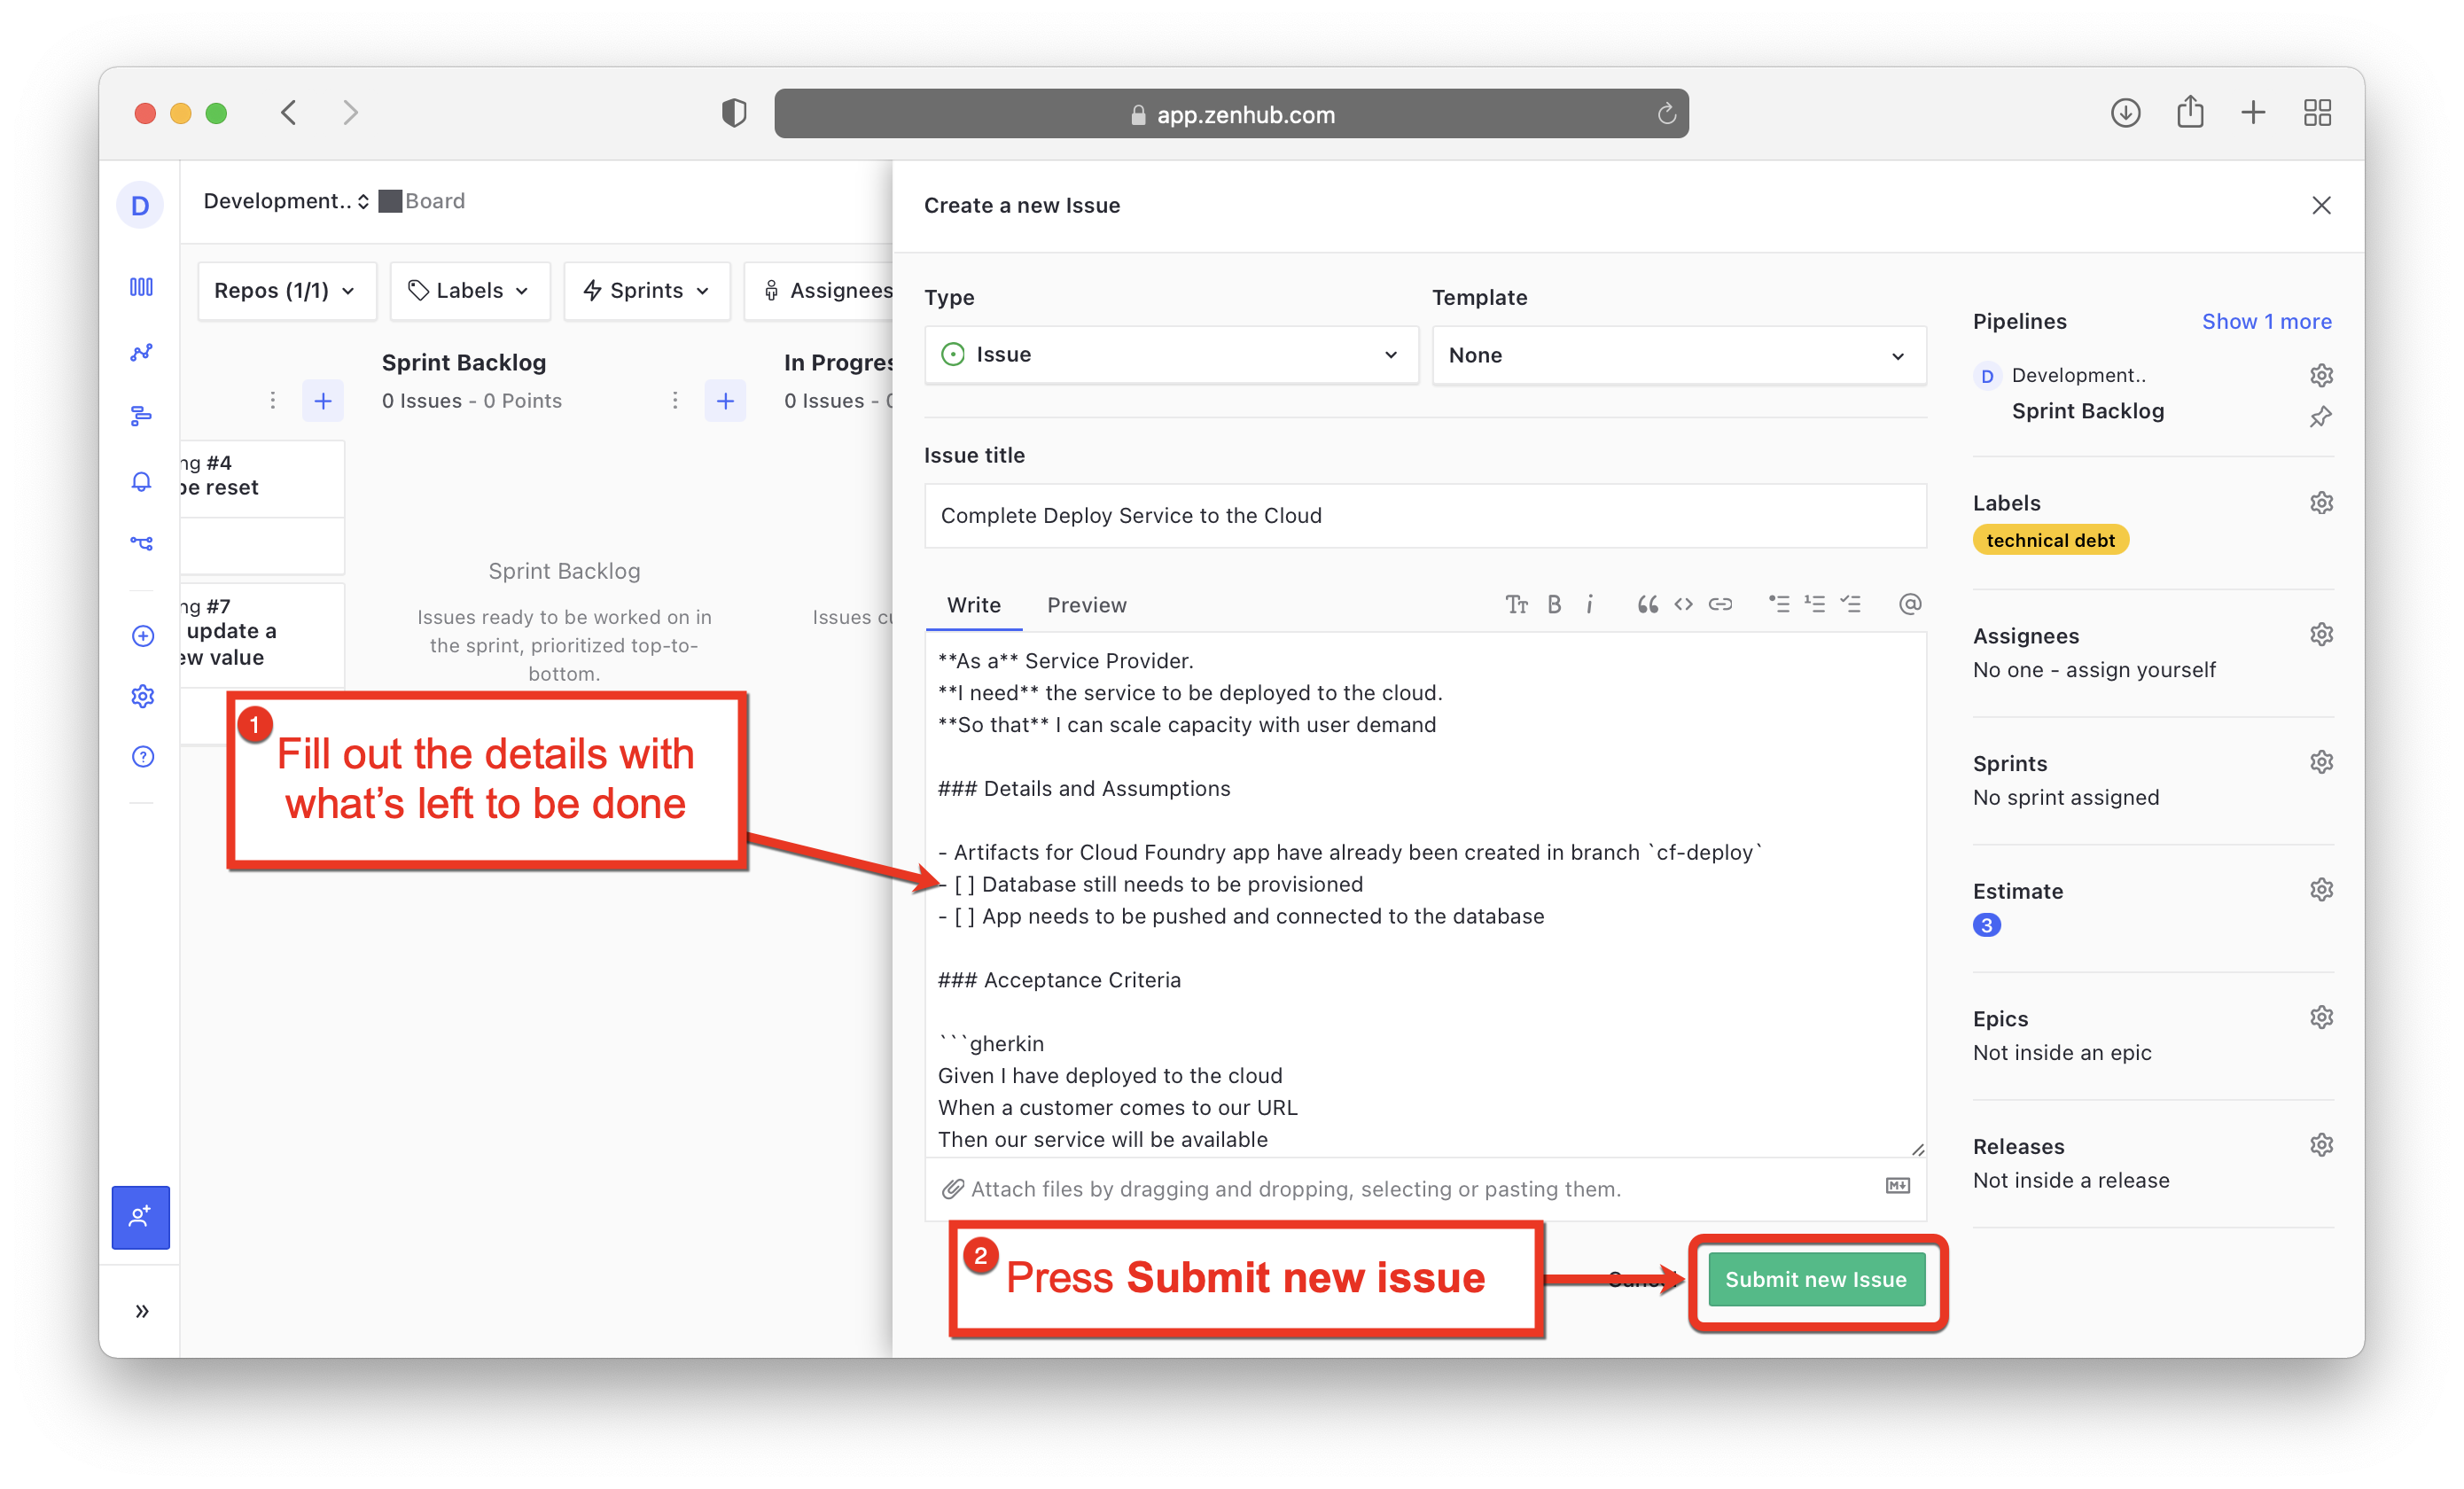 app.zenhub.com
D
Development.. Board
Repos (1/1)
Labels
Sprints
Assignees
#4
be reset
#7
update a
value
Sprint Backlog
0 Issues - 0 Points
In Progres
0 Issues -
Sprint Backlog
Issues ready to be worked on in
the sprint, prioritized top-to-
bottom.
Issues
1
Fill out the details with
what's left to be done
Create a new Issue
Type
Issue
Template
None
Issue title
Complete Deploy Service to the Cloud
Write Preview
**As a** Service Provider.
**I need** the service to be deployed to the cloud.
**So that** I can scale capacity with user demand
### Details and Assumptions
- Artifacts for Cloud Foundry app have already been created in branch `cf-deploy`
- [ ] Database still needs to be provisioned
- [ ] App needs to be pushed and connected to the database
### Acceptance Criteria
```gherkin
Given I have deployed to the cloud
When a customer comes to our URL
Then our service will be available
Attach files by dragging and dropping, selecting or pasting them.
M↓
2
Press Submit new issue
Cancel
Submit new Issue
Pipelines
Show 1 more
D Development..
Sprint Backlog
Labels
technical debt
Assignees
No one - assign yourself
Sprints
No sprint assigned
Estimate
3
Epics
Not inside an epic
Releases
Not inside a release